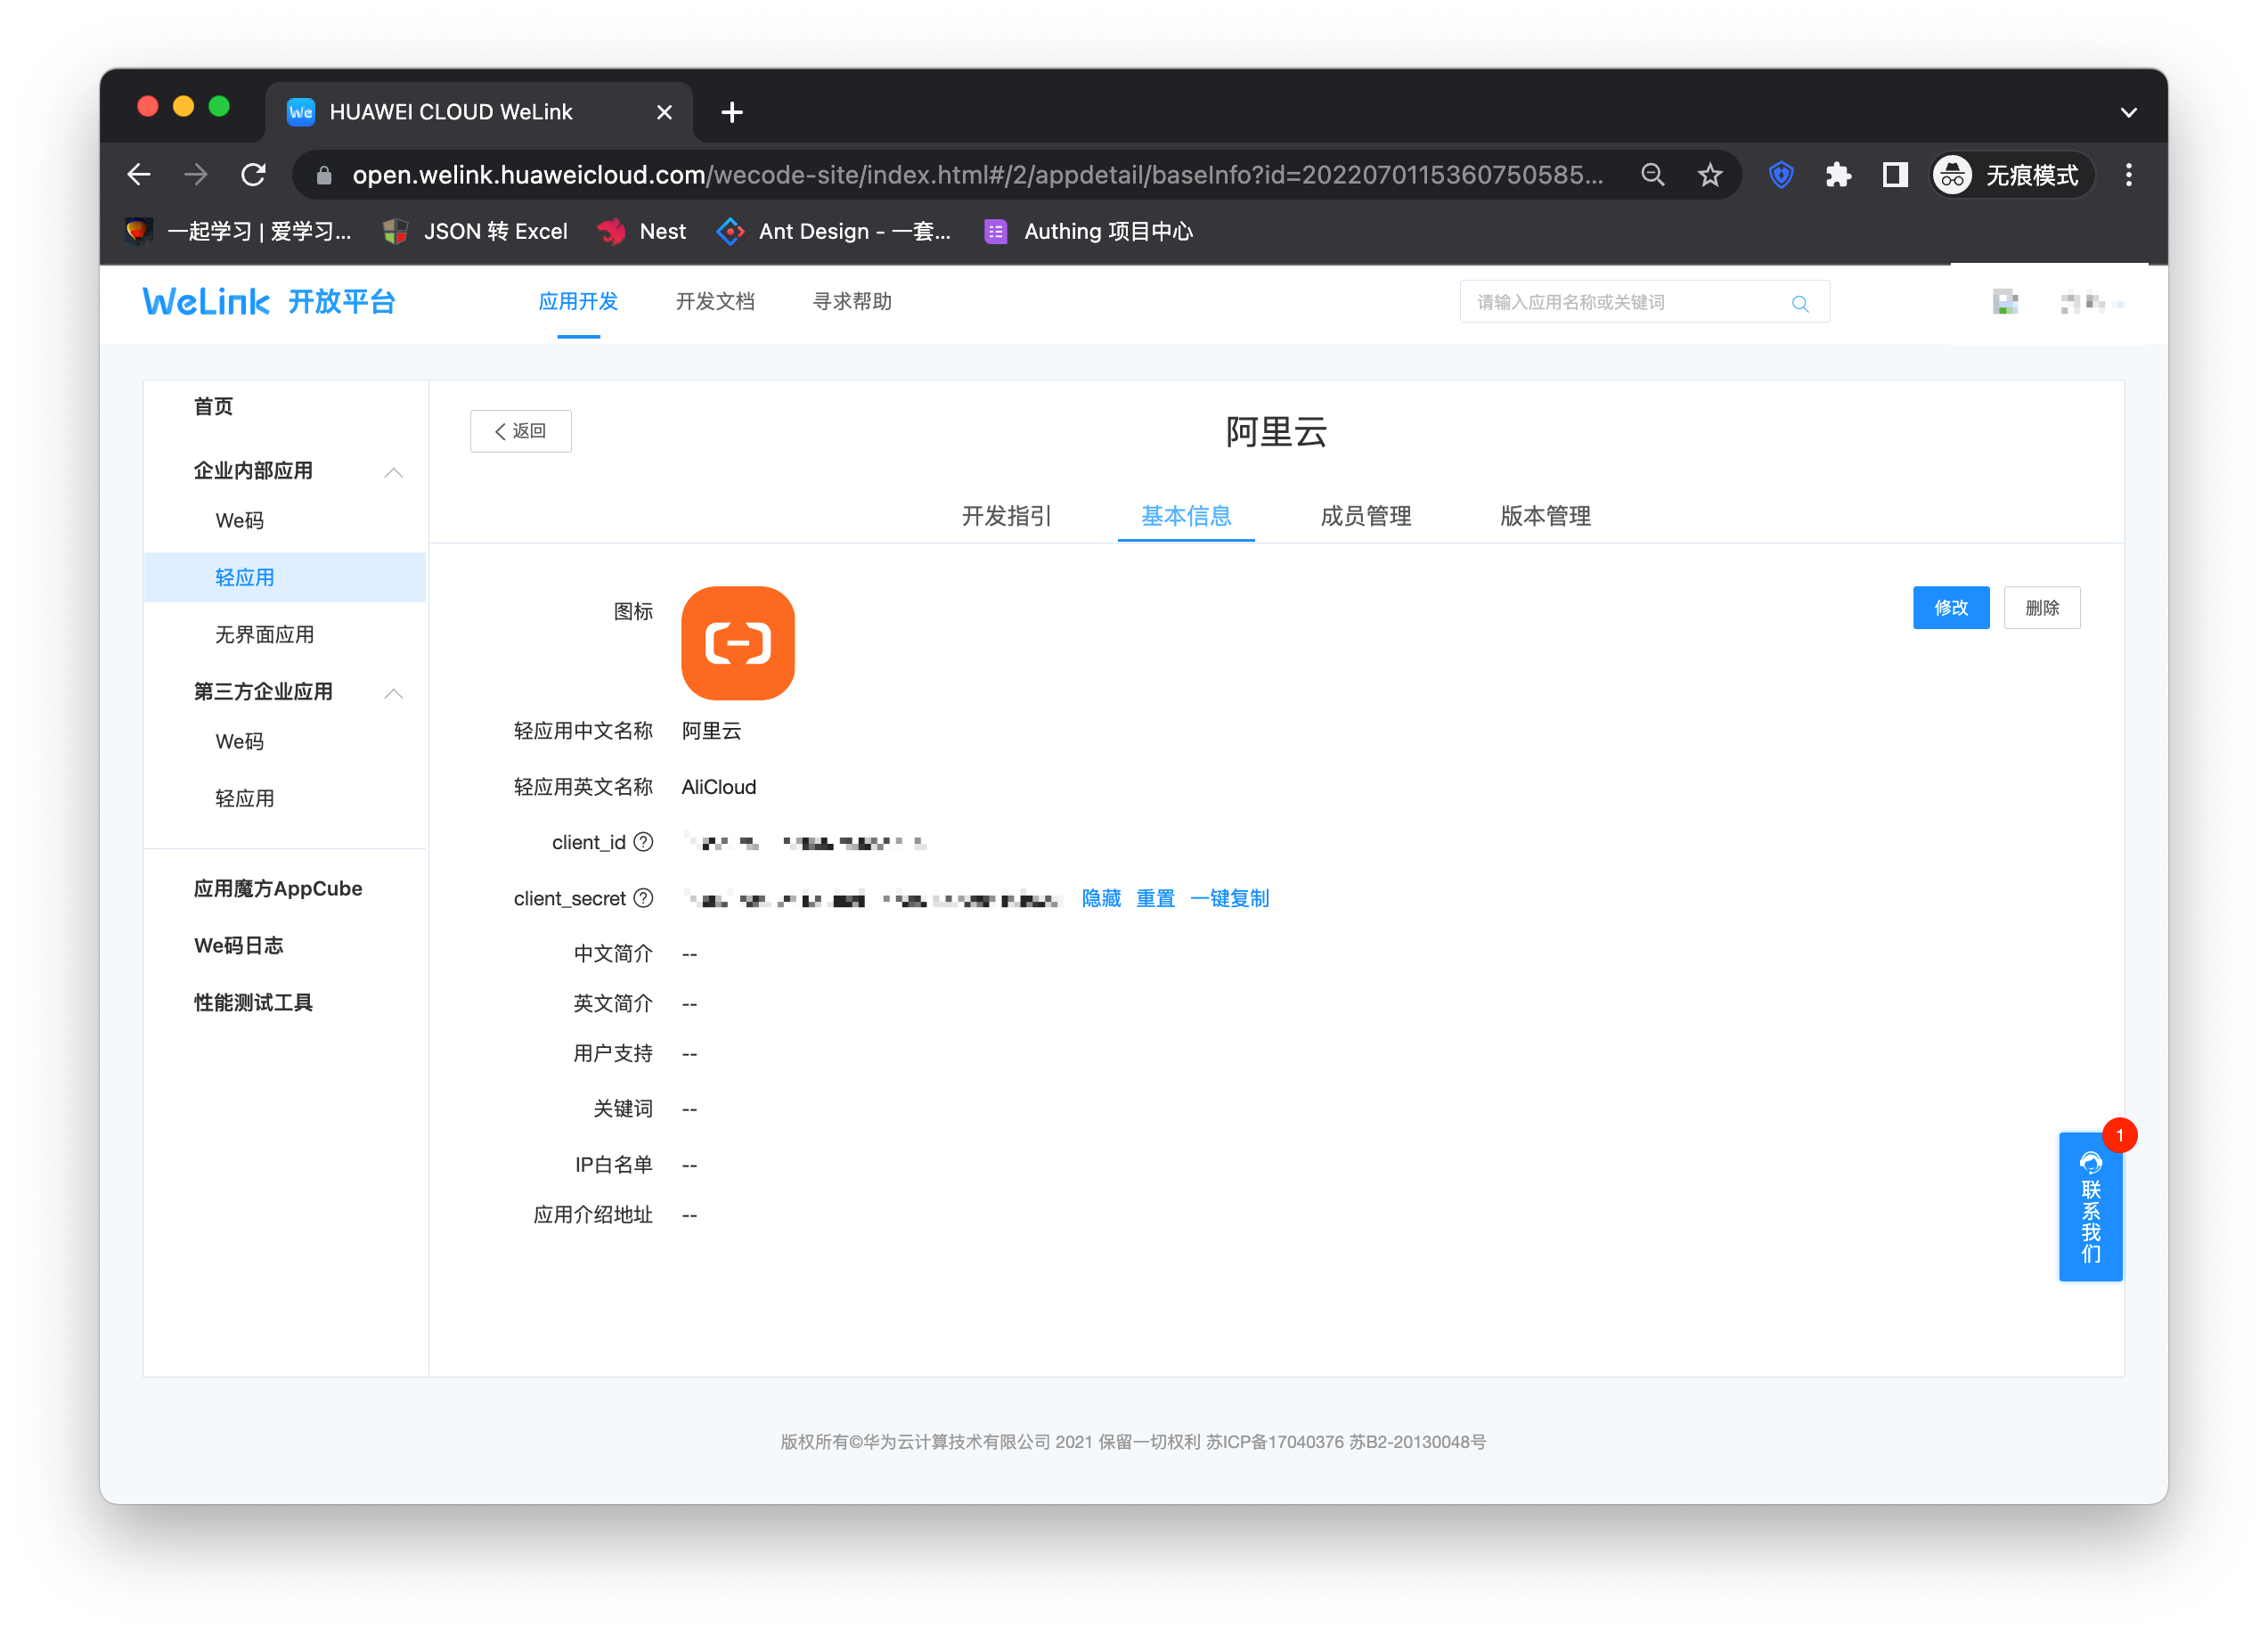 We HUAWEI CLOUD WeLink
open.welink.huaweicloud.com/wecode-site/index.html#/2/appdetail/baseInfo?id=2022070115360750585...
无痕模式
一起学习 | 爱学习...
JSON 转 Excel
Nest
Ant Design - 一套...
Authing 项目中心
WeLink 开放平台
应用开发
开发文档
寻求帮助
请输入应用名称或关键词
首页
企业内部应用
We码
轻应用
无界面应用
第三方企业应用
We码
轻应用
应用魔方AppCube
We码日志
性能测试工具
返回
阿里云
开发指引
基本信息
成员管理
版本管理
图标
修改
删除
轻应用中文名称 阿里云
轻应用英文名称 AliCloud
client_id ?
client_secret ? 隐藏 重置 一键复制
中文简介 --
英文简介 --
用户支持 --
关键词 --
IP白名单 --
应用介绍地址 --
1
联系我们
版权所有©华为云计算技术有限公司 2021 保留一切权利 苏ICP备17040376 苏B2-20130048号